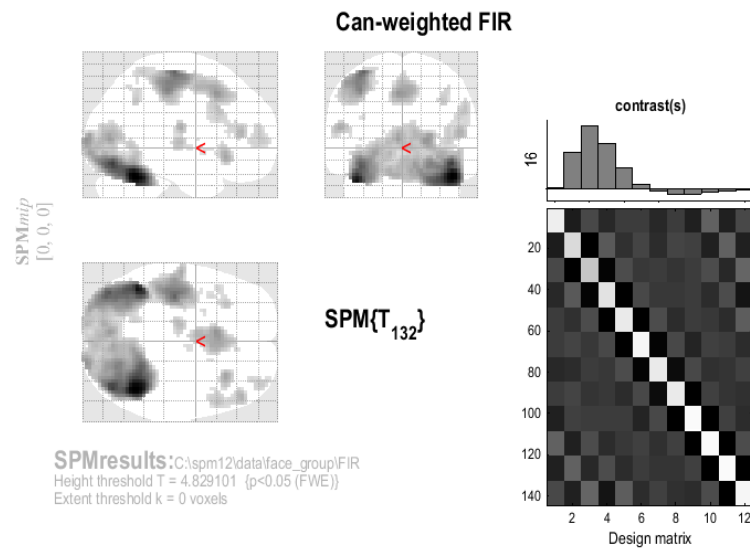 Can-weighted FIR
SPMmip
[0, 0, 0]
<
<
<
SPM{T132}
SPMresults: C:\spm12\data\face_group\FIR
Height threshold T = 4.829101 {p<0.05 (FWE)}
Extent threshold k = 0 voxels
contrast(s)
16
20
40
60
80
100
120
140
2 4 6 8 10 12
Design matrix